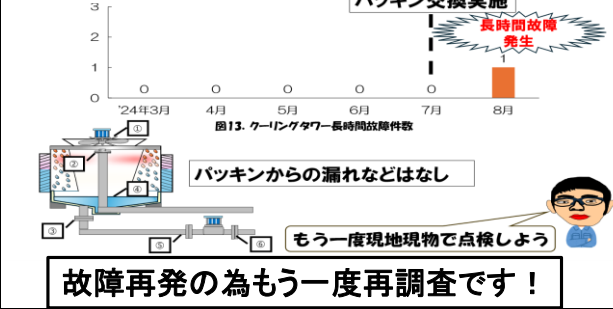 パッキン交換実施
3
長時間故障
発生
2
1
1
0
0 0 0 0 0
'24年3月 4月 5月 6月 7月 8月
図13. クーリングタワー長時間故障件数
①
②
パッキンからの漏れなどはなし
④
③
⑤
⑥
もう一度現地現物で点検しよう
故障再発の為もう一度再調査です！